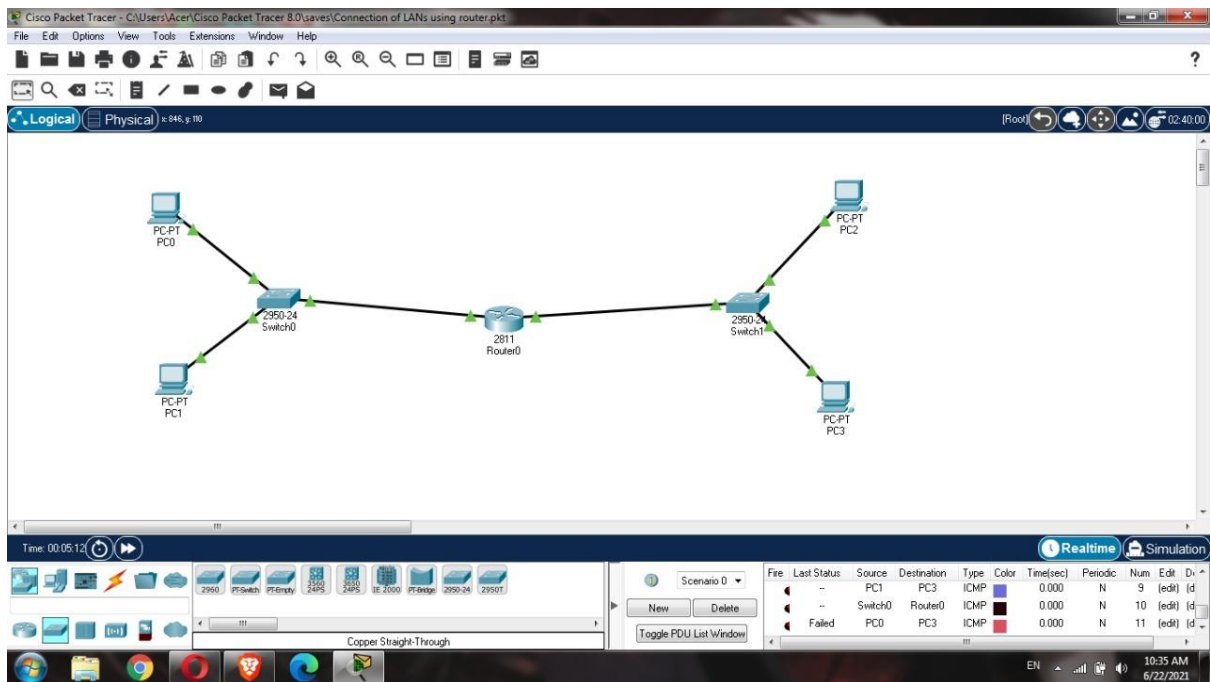 Cisco Packet Tracer - C:\Users\Acer\Cisco Packet Tracer 8.0\saves\Connection of LANs using router.pkt
File Edit Options View Tools Extensions Window Help
?
Logical Physical x: 846, y: 110 [Root] 02:40:00
PC-PT
PC0
PC-PT
PC2
2950-24
Switch0
2811
Router0
2950-24
Switch1
PC-PT
PC1
PC-PT
PC3
Time: 00:05:12 Realtime Simulation
2960 PT-Switch PT-Empty 3560 24PS 3650 24PS IE 2000 PT-Bridge 2950-24 2950T
Copper Straight-Through
Scenario 0
New Delete
Toggle PDU List Window
Fire Last Status Source Destination Type Color Time(sec) Periodic Num Edit
-- PC1 PC3 ICMP 0.000 N 9 (edit)
-- Switch0 Router0 ICMP 0.000 N 10 (edit)
Failed PC0 PC3 ICMP 0.000 N 11 (edit)
EN 10:35 AM
6/22/2021